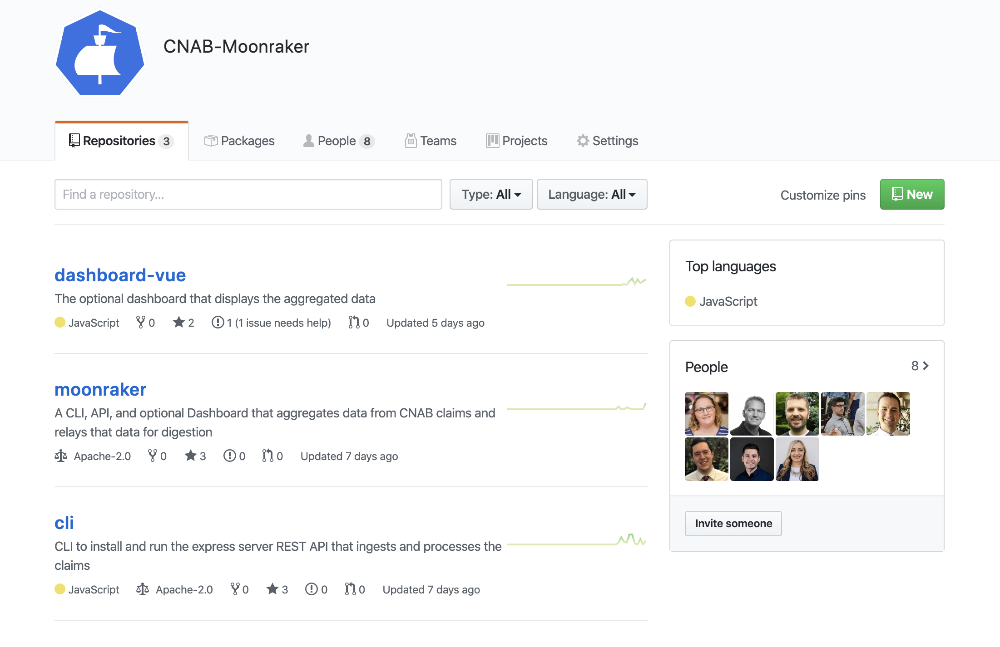 CNAB-Moonraker
Repositories 3 Packages People 8 Teams Projects Settings
Find a repository... Type: All Language: All Customize pins New
dashboard-vue
The optional dashboard that displays the aggregated data
JavaScript 0 2 1 (1 issue needs help) 0 Updated 5 days ago
moonraker
A CLI, API, and optional Dashboard that aggregates data from CNAB claims and
relays that data for digestion
Apache-2.0 0 3 0 0 Updated 7 days ago
cli
CLI to install and run the express server REST API that ingests and processes the
claims
JavaScript Apache-2.0 0 3 0 0 Updated 7 days ago
Top languages
JavaScript
People 8
Invite someone